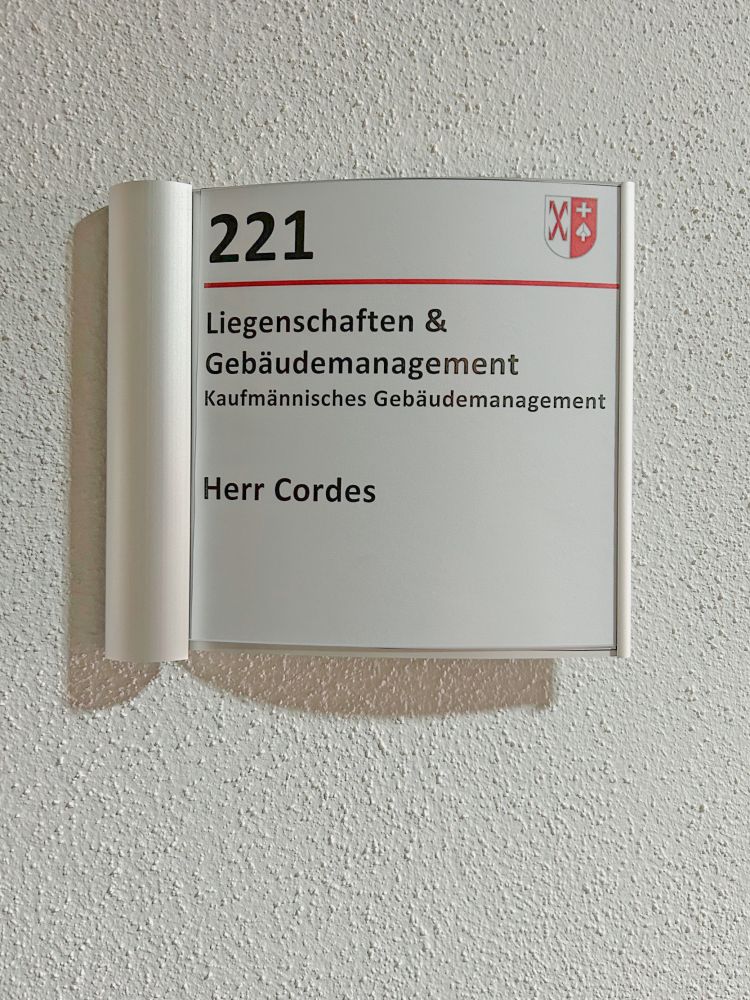 221
Liegenschaften &
Gebäudemanagement
Kaufmännisches Gebäudemanagement
Herr Cordes